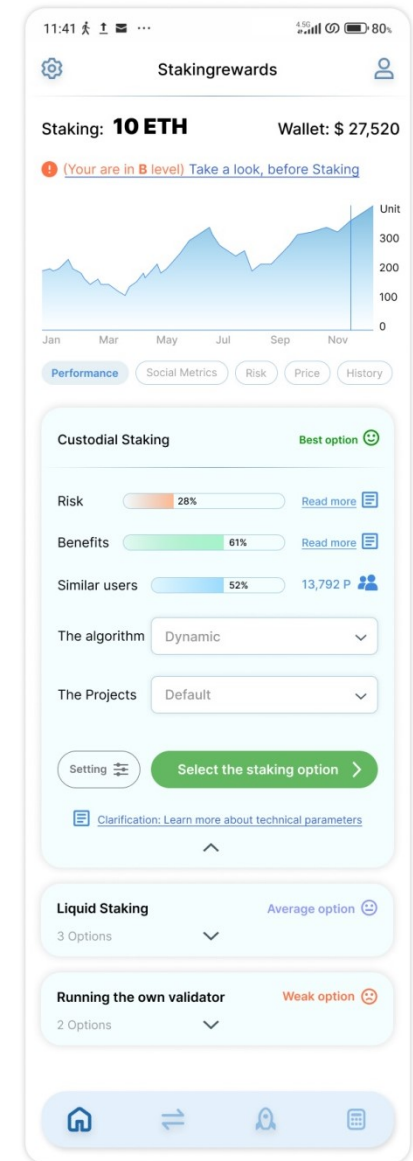 11:41
4.5G 80%
Stakingrewards
Staking: 10 ETH Wallet: $ 27,520
(Your are in B level) Take a look, before Staking
Unit
300
200
100
0
Jan Mar May Jul Sep Nov
Performance Social Metrics Risk Price History
Custodial Staking Best option
Risk 28% Read more
Benefits 61% Read more
Similar users 52% 13,792 P
The algorithm Dynamic
The Projects Default
Setting Select the staking option
Clarification: Learn more about technical parameters
Liquid Staking Average option
3 Options
Running the own validator Weak option
2 Options